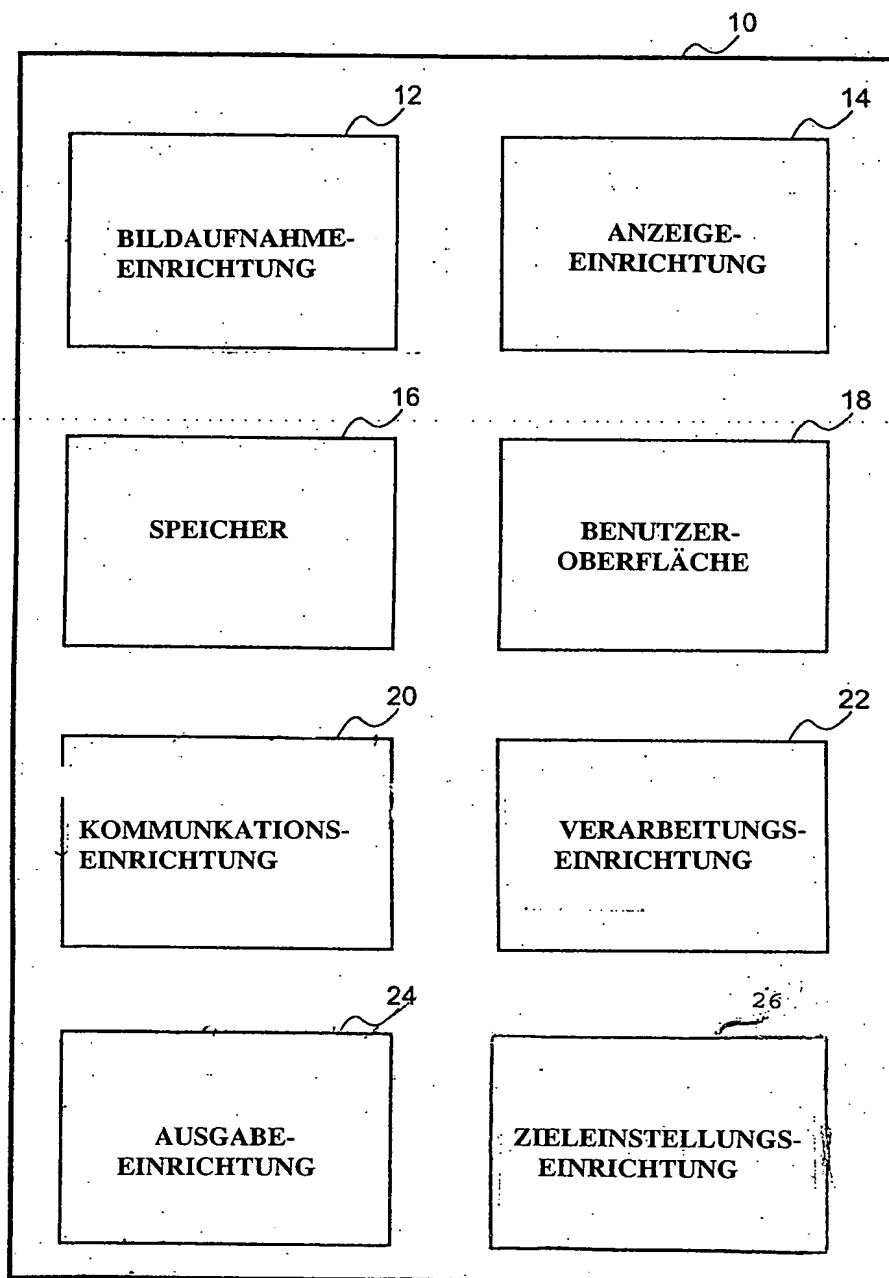 10
12
14
BILDAUFNAHME-
EINRICHTUNG
ANZEIGE-
EINRICHTUNG
16
18
SPEICHER
BENUTZER-
OBERFLÄCHE
20
22
KOMMUNKATIONS-
EINRICHTUNG
VERARBEITUNGS-
EINRICHTUNG
24
26
AUSGABE-
EINRICHTUNG
ZIELEINSTELLUNGS-
EINRICHTUNG